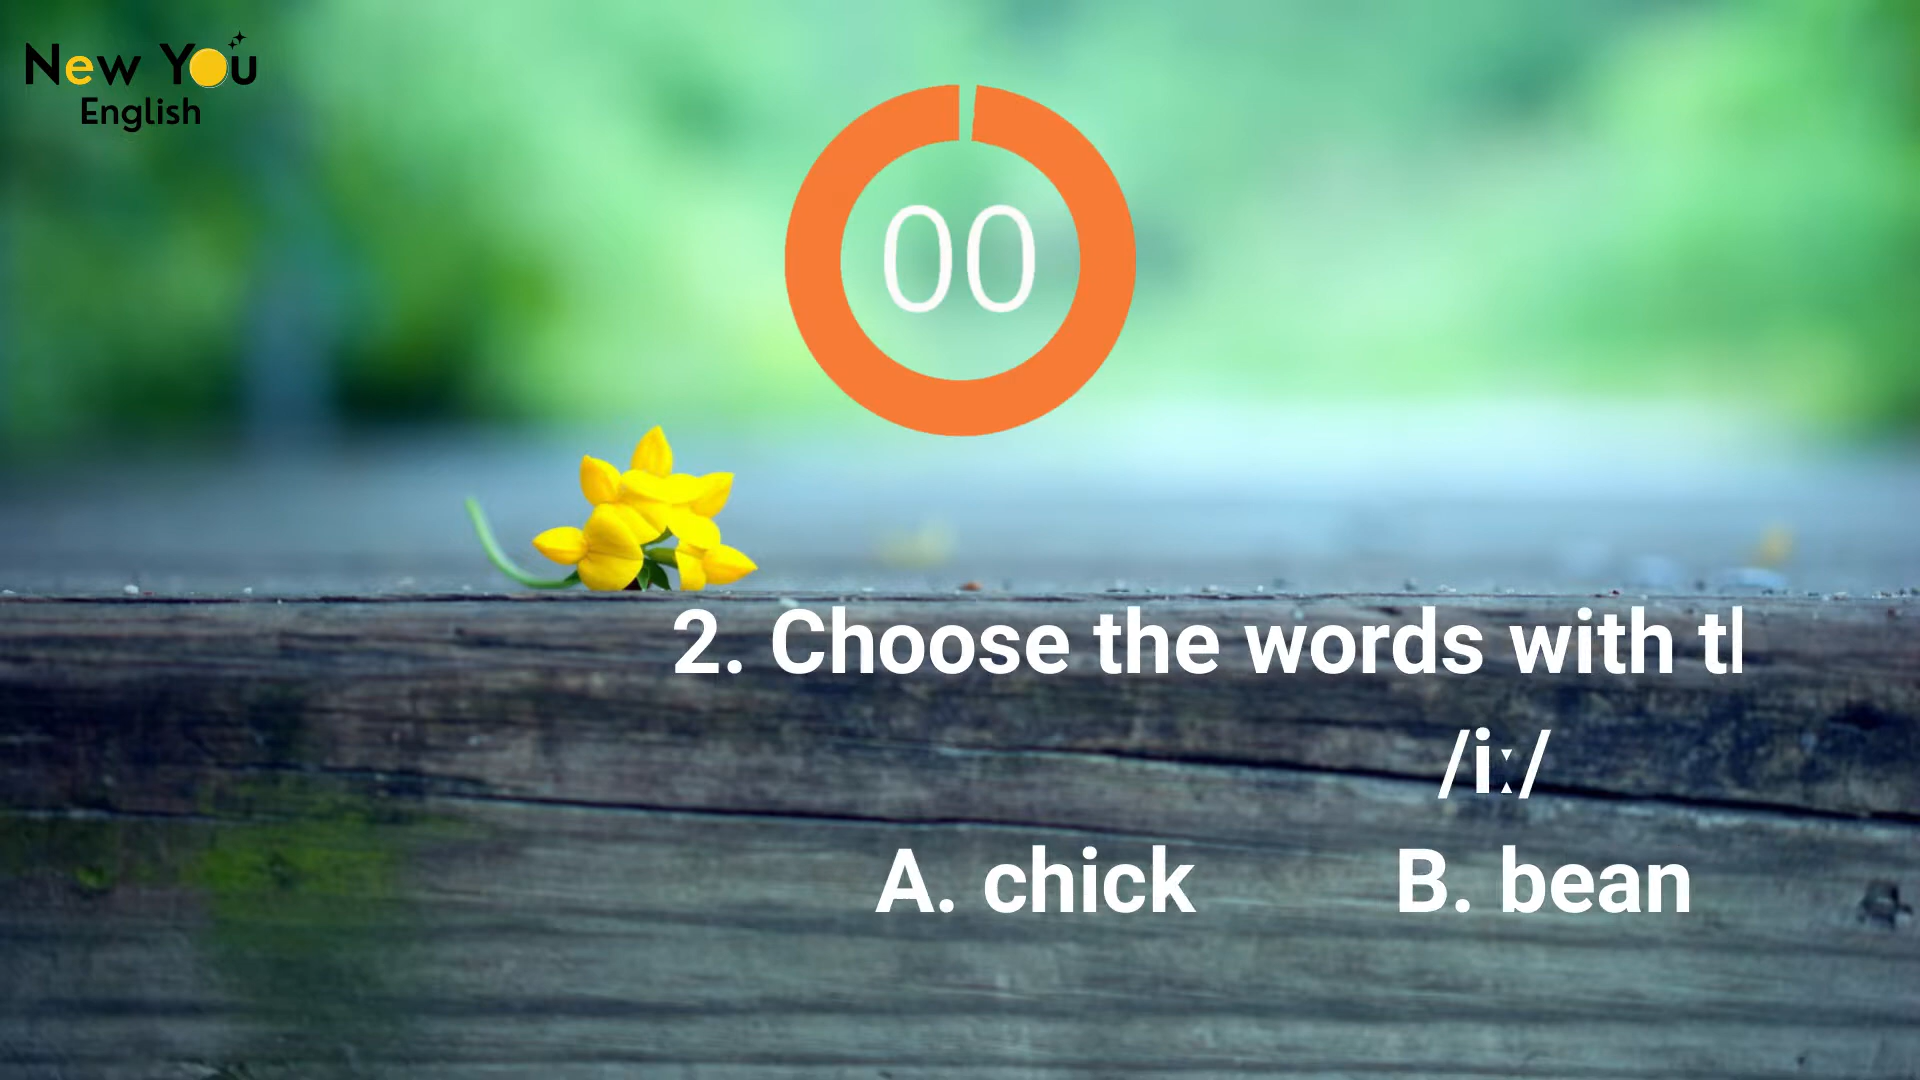 New You
English
00
2. Choose the words with
/iː/
A. chick B. bean